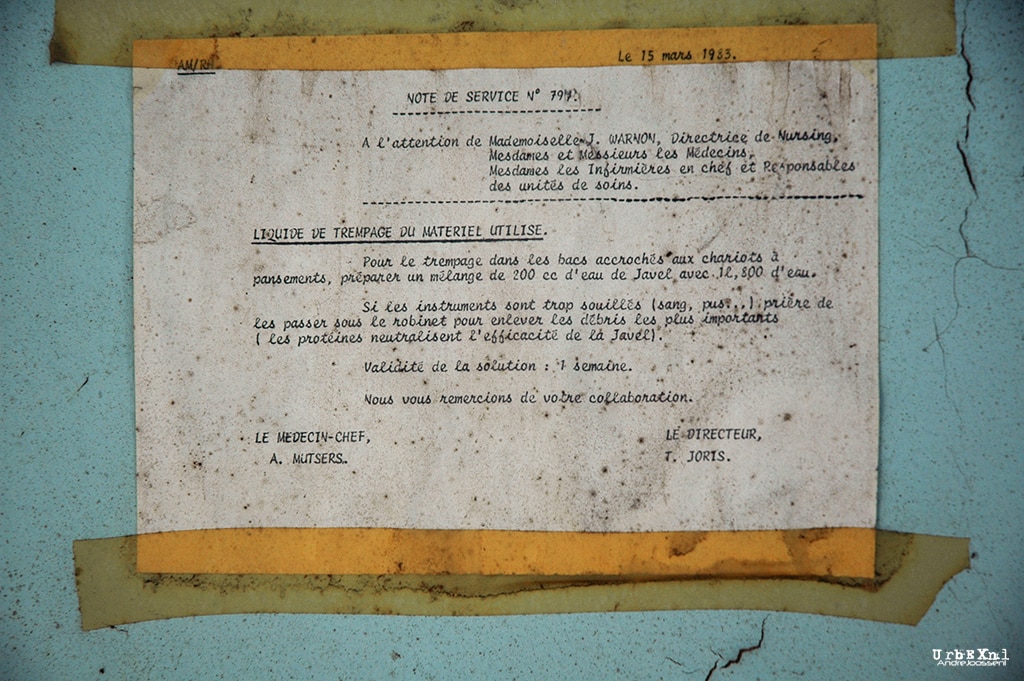 AM/RH
Le 15 mars 1983.
NOTE DE SERVICE N° 797.
A l'attention de Mademoiselle J. WARNON, Directrice de Nursing,
Mesdames et Messieurs les Médecins,
Mesdames les Infirmières en chef et Responsables
des unités de soins.
LIQUIDE DE TREMPAGE DU MATERIEL UTILISE.
Pour le trempage dans les bacs accrochés aux chariots à
pansements, préparer un mélange de 200 cc d'eau de Javel avec 1L,800 d'eau.
Si les instruments sont trop souillés (sang, pus...) prière de
les passer sous le robinet pour enlever les débris les plus importants
( les protéines neutralisent l'efficacité de la Javel).
Validité de la solution : 1 semaine.
Nous vous remercions de votre collaboration.
LE MEDECIN-CHEF, LE DIRECTEUR,
A. MUTSERS. T. JORIS.
UrbEXnl
AndreJoosseni